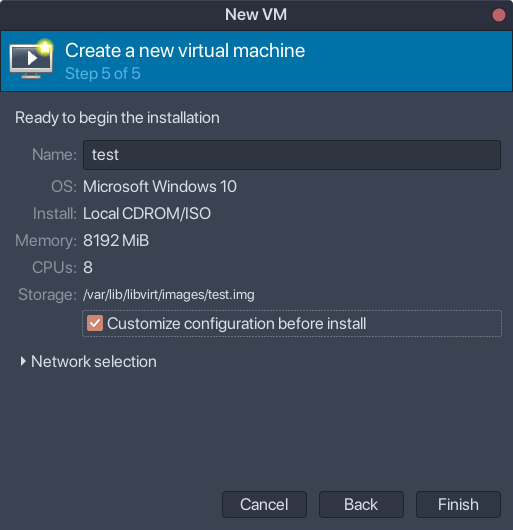 New VM
Create a new virtual machine
Step 5 of 5
Ready to begin the installation
Name: test
OS: Microsoft Windows 10
Install: Local CDROM/ISO
Memory: 8192 MiB
CPUs: 8
Storage: /var/lib/libvirt/images/test.img
Customize configuration before install
Network selection
Cancel Back Finish